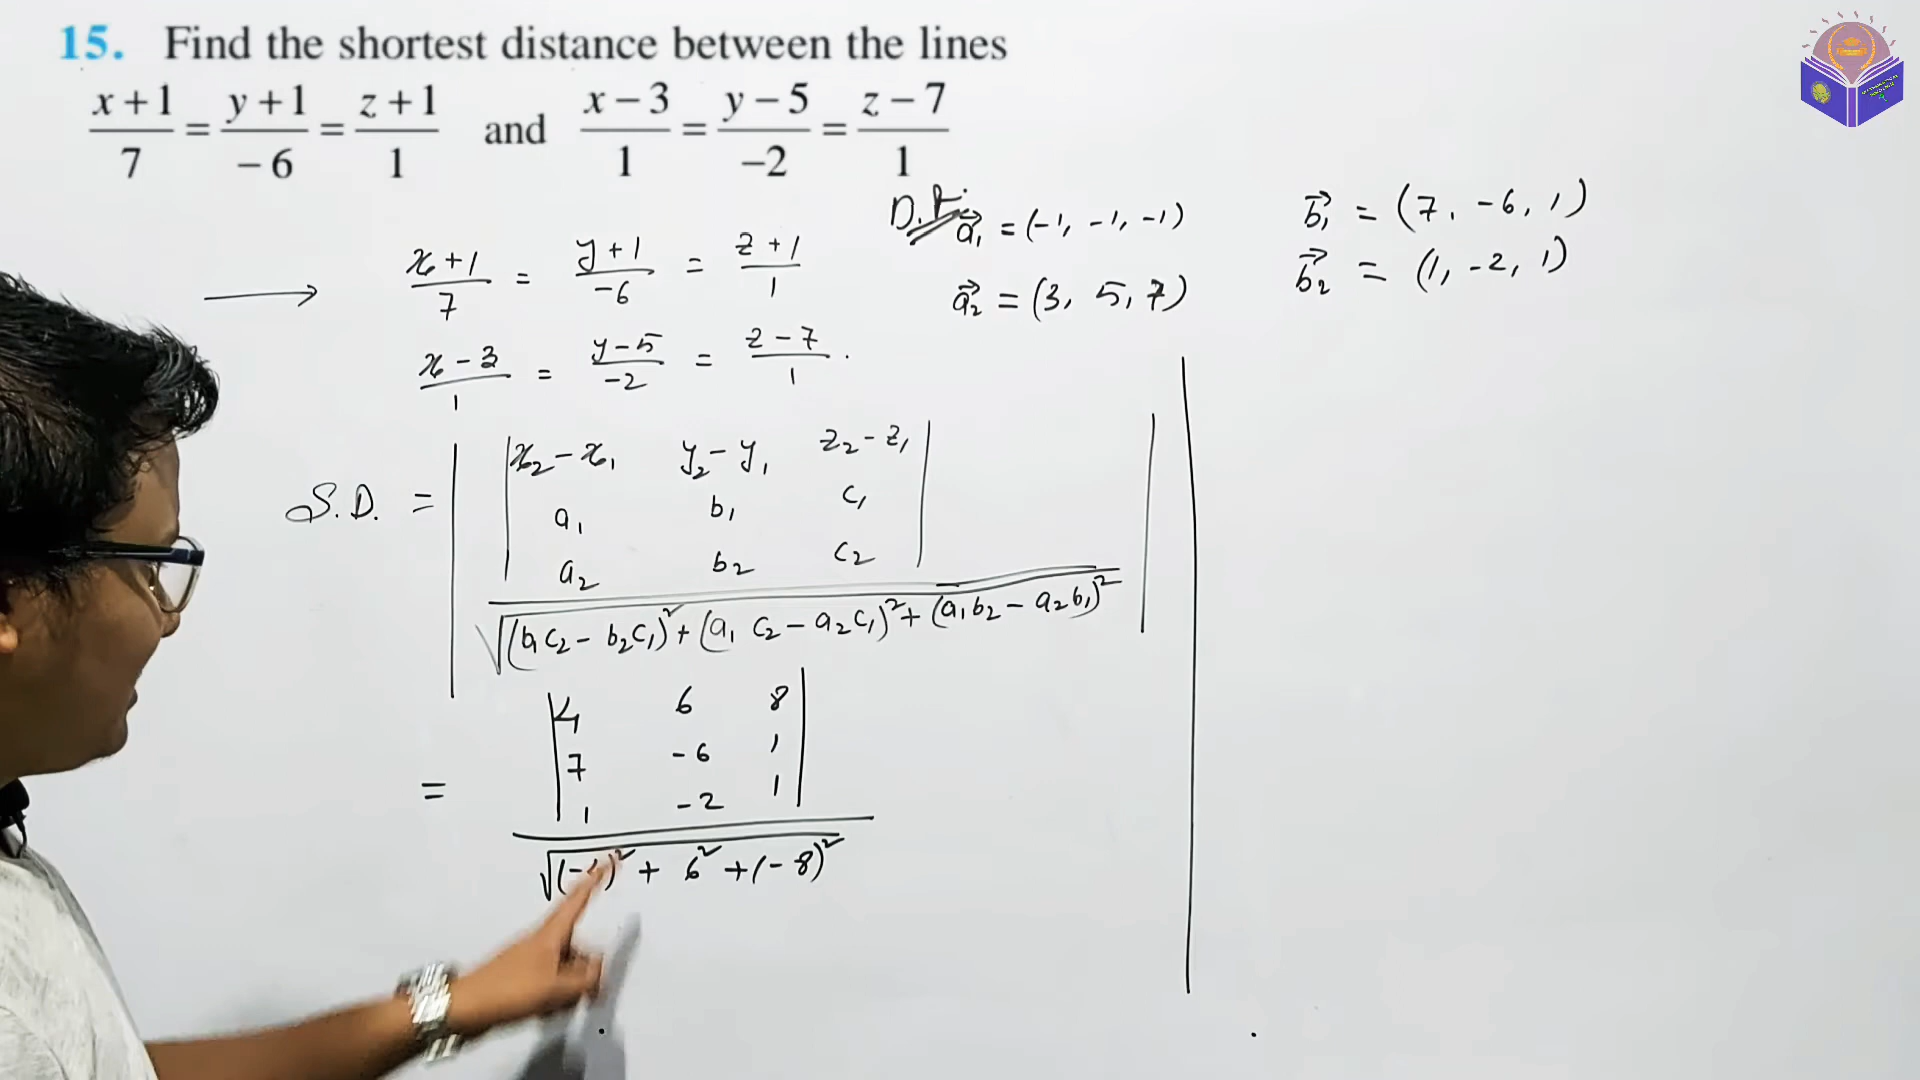 15. Find the shortest distance between the lines
x+1/7 = y+1/-6 = z+1/1 and x-3/1 = y-5/-2 = z-7/1
D.R.
a⃗₁ = (-1, -1, -1)
b⃗₁ = (7, -6, 1)
a⃗₂ = (3, 5, 7)
b⃗₂ = (1, -2, 1)
→ x+1/7 = y+1/-6 = z+1/1
x-3/1 = y-5/-2 = z-7/1 .
S.D. =
x₂-x₁ y₂-y₁ z₂-z₁
a₁ b₁ c₁
a₂ b₂ c₂
√(b₁c₂ - b₂c₁)² + (a₁c₂ - a₂c₁)² + (a₁b₂ - a₂b₁)²
4 6 8
7 -6 1
=
1 -2 1
√(-4)² + 6² + (-8)²